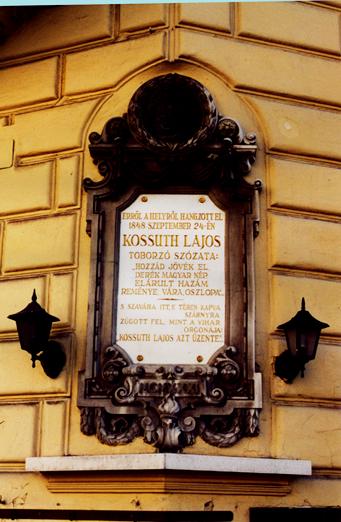 ERRŐL A HELYRŐL HANGZOTT EL
1848 SZEPTEMBER 24-ÉN
KOSSUTH LAJOS
TOBORZÓ SZÓZATA:
„HOZZÁD JÖVÉK EL
DERÉK MAGYAR NÉP
ELÁRULT HAZÁM
REMÉNYE, VÁRA, OSZLOPA."
S SZAVÁRA ITT, E TÉREN KAPVA
SZÁRNYRA
ZÚGOTT FEL, MINT A VIHAR
ORGONÁJA:
„KOSSUTH LAJOS AZT ÜZENTE"